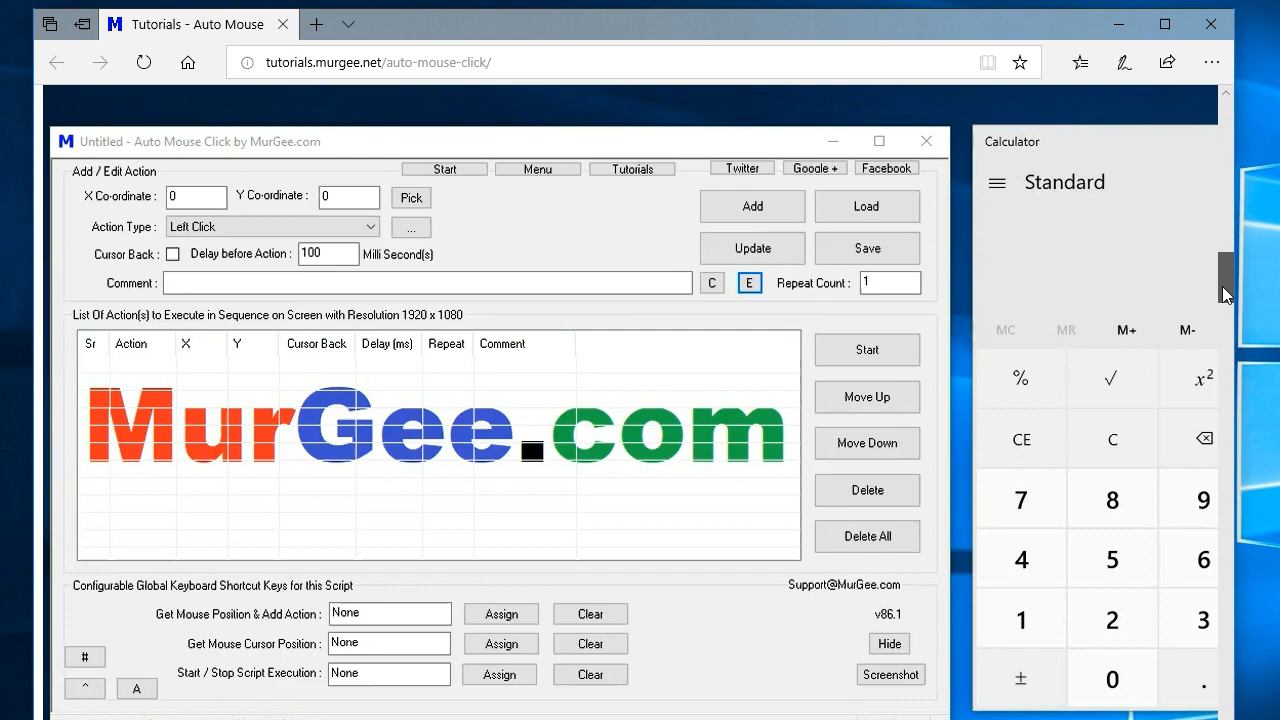 Tutorials - Auto Mouse
tutorials.murgee.net/auto-mouse-click/
Untitled - Auto Mouse Click by MurGee.com
Calculator
Add / Edit Action
Start
Menu
Tutorials
Twitter
Google +
Facebook
X Co-ordinate : 0
Y Co-ordinate : 0
Pick
Add
Load
Standard
Action Type : Left Click
...
Cursor Back :
Delay before Action : 100 Milli Second(s)
Update
Save
Comment :
C
E
Repeat Count : 1
List Of Action(s) to Execute in Sequence on Screen with Resolution 1920 x 1080
Sr Action X Y Cursor Back Delay (ms) Repeat Comment
MurGee.com
Start
Move Up
Move Down
Delete
Delete All
MC MR M+ M-
% √ x²
CE C
7 8 9
4 5 6
1 2 3
± 0 .
Configurable Global Keyboard Shortcut Keys for this Script
Support@MurGee.com
Get Mouse Position & Add Action : None Assign Clear
v86.1
Get Mouse Cursor Position : None Assign Clear
Hide
Start / Stop Script Execution : None Assign Clear
Screenshot
#
^
A